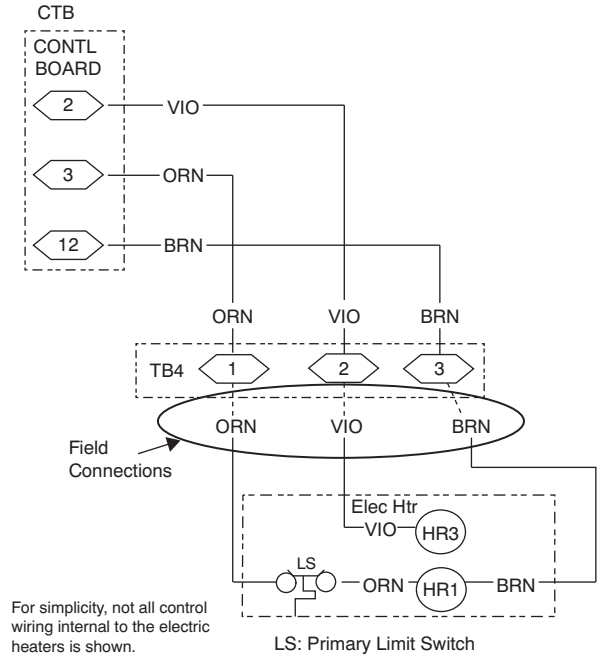 CTB
CONTL
BOARD
2
VIO
3
ORN
12
BRN
ORN VIO BRN
TB4 1 2 3
ORN VIO BRN
Field
Connections
Elec Htr
VIO HR3
LS
ORN HR1 BRN
For simplicity, not all control
wiring internal to the electric
heaters is shown.
LS: Primary Limit Switch